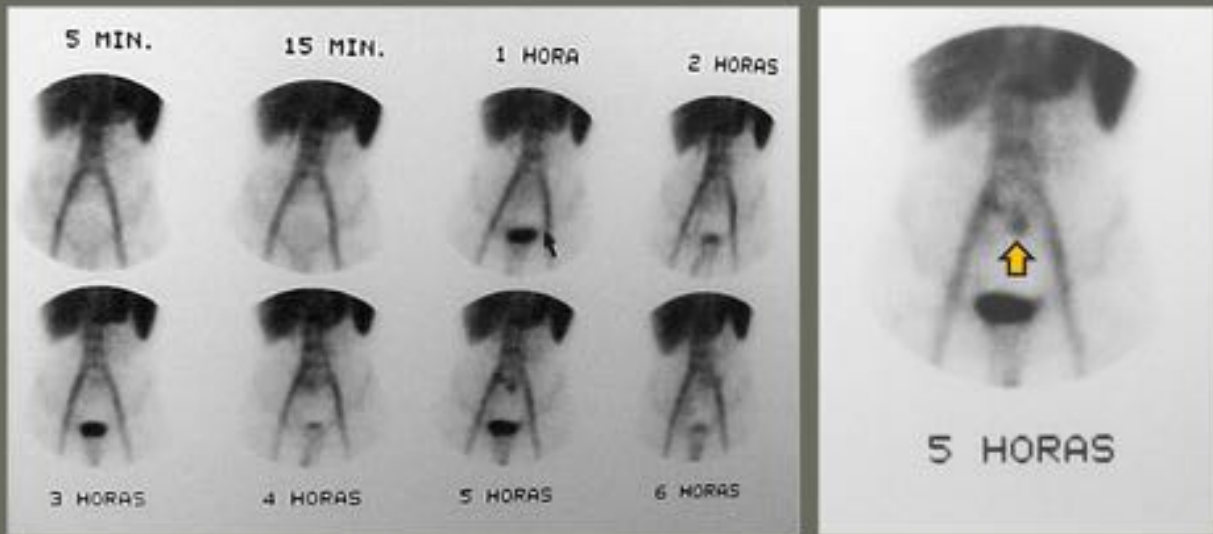 5 MIN.
15 MIN.
1 HORA
2 HORAS
3 HORAS
4 HORAS
5 HORAS
6 HORAS
5 HORAS